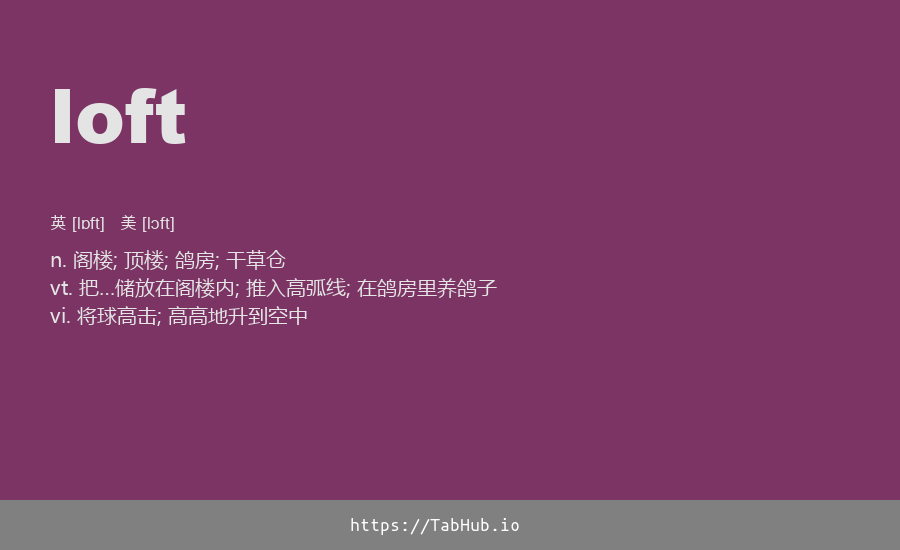 loft
英 [lɒft] 美 [lɔft]
n. 阁楼; 顶楼; 鸽房; 干草仓
vt. 把...储放在阁楼内; 推入高弧线; 在鸽房里养鸽子
vi. 将球高击; 高高地升到空中
https://TabHub.io